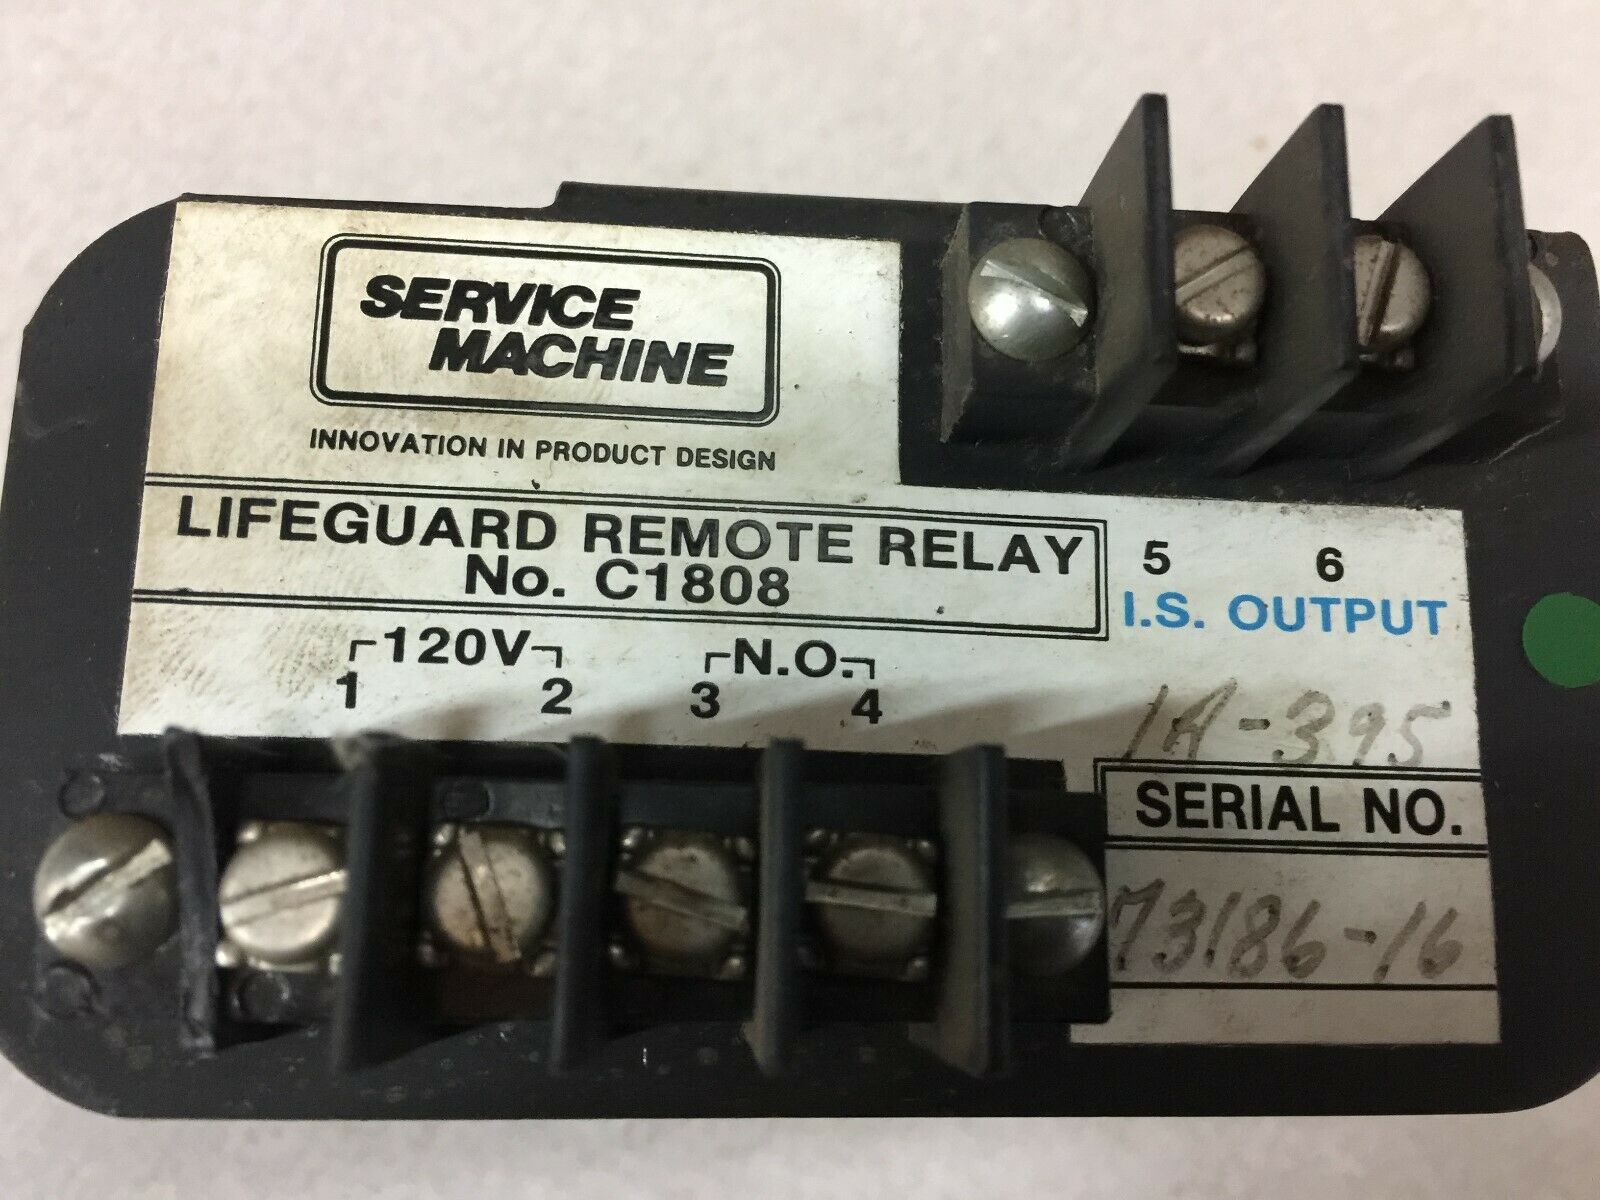 SERVICE
MACHINE
INNOVATION IN PRODUCT DESIGN
LIFEGUARD REMOTE RELAY
No. C1808
5 6
I.S. OUTPUT
120V N.O.
1 2 3 4
1A-395
SERIAL NO.
73186-16